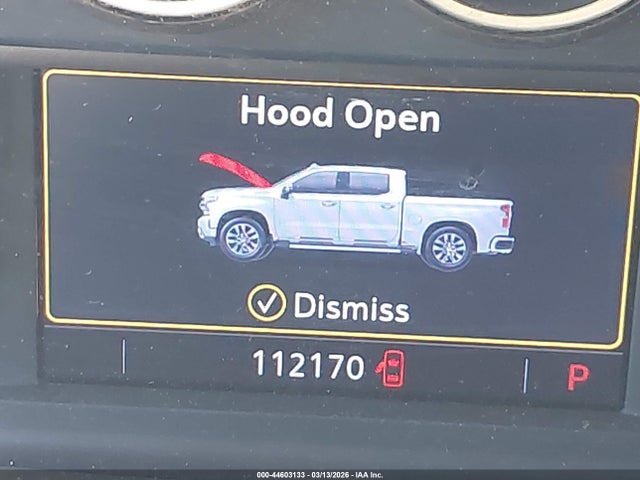 Hood Open
Dismiss
112170
P
000-44603133 - 03/13/2026 - IAA Inc.